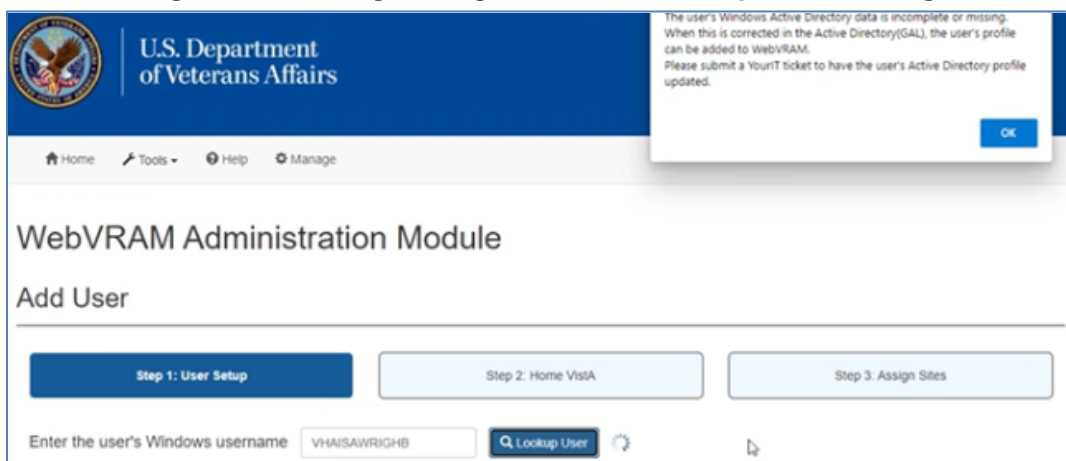 The user's Windows Active Directory data is incomplete or missing.
When this is corrected in the Active Directory(GAL), the user's profile
can be added to WebVRAM.
Please submit a YourIT ticket to have the user's Active Directory profile
updated.
OK
U.S. Department
of Veterans Affairs
Home Tools Help Manage
WebVRAM Administration Module
Add User
Step 1: User Setup Step 2: Home VistA Step 3: Assign Sites
Enter the user's Windows username VHAISAWRIGHB Lookup User